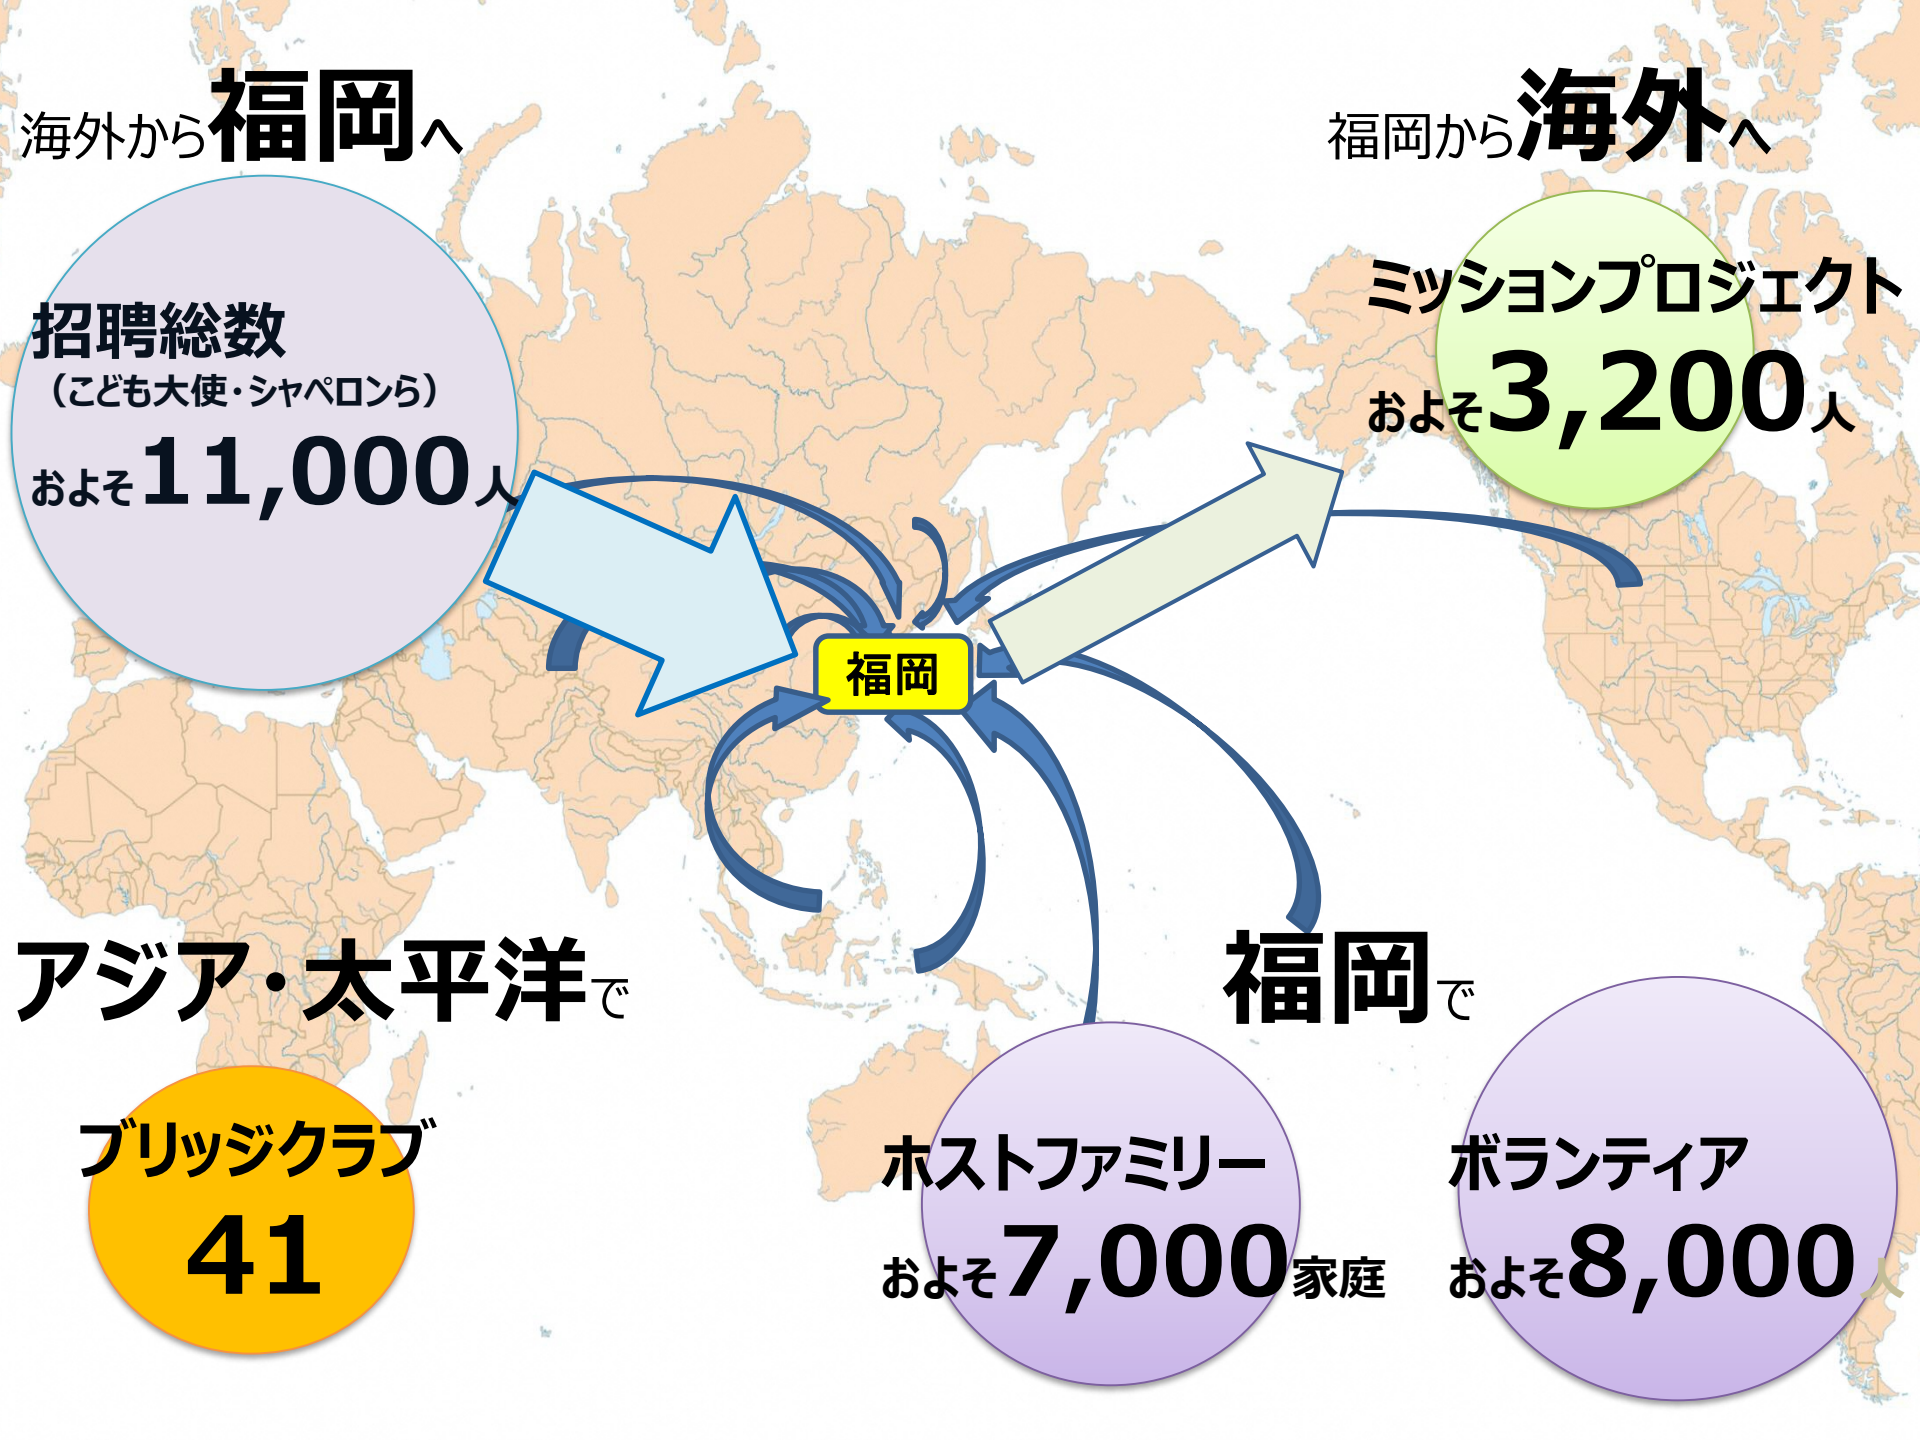 海外から福岡へ
招聘総数
（こども大使・シャペロンら）
およそ11,000人
福岡から海外へ
ミッションプロジェクト
およそ3,200人
福岡
アジア・太平洋で
ブリッジクラブ
41
福岡で
ホストファミリー
およそ7,000家庭
ボランティア
およそ8,000人